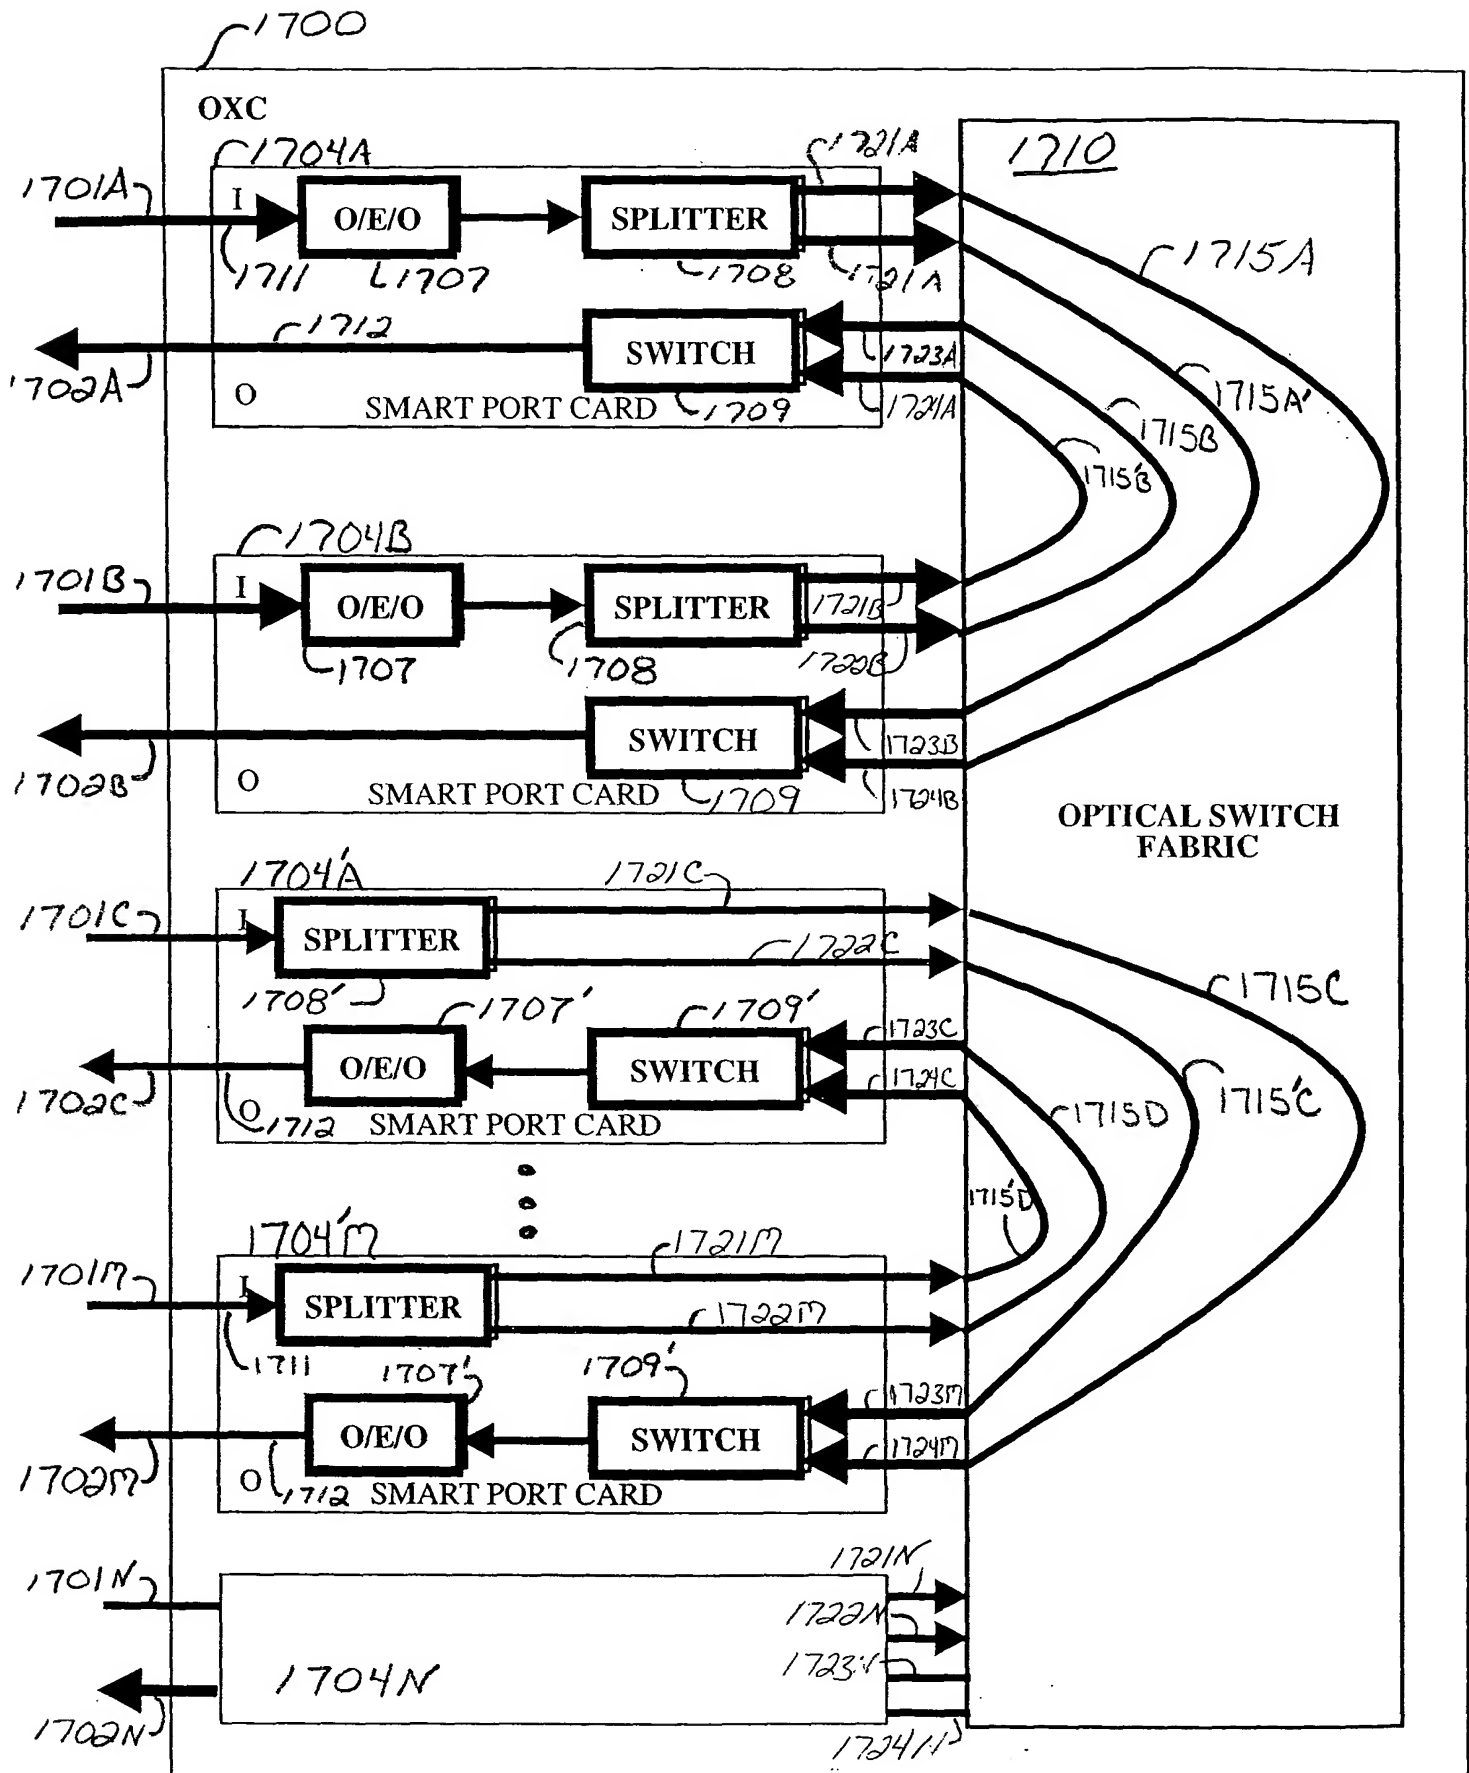 1700
OXC
1704A
1721A
1710
1701A
I
O/E/O
SPLITTER
1711
1707
1708
1721A
1715A
1712
SWITCH
1723A
1702A
O
SMART PORT CARD
1709
1724A
1715A'
1715B
1715'B
1704B
1701B
I
O/E/O
SPLITTER
1721B
1707
1708
1722B
SWITCH
1723B
1702B
O
SMART PORT CARD
1709
1724B
OPTICAL SWITCH
FABRIC
1704'A
1721C
1701C
I
SPLITTER
1722C
1708'
1707'
1709'
1715C
O/E/O
SWITCH
1723C
1724C
1702C
O
1712
SMART PORT CARD
1715D
1715'C
1715'D
1704'M
1721M
1701M
I
SPLITTER
1722M
1711
1707'
1709'
1723M
O/E/O
SWITCH
1724M
1702M
O
1712
SMART PORT CARD
1721N
1701N
1722N
1704N
1702N